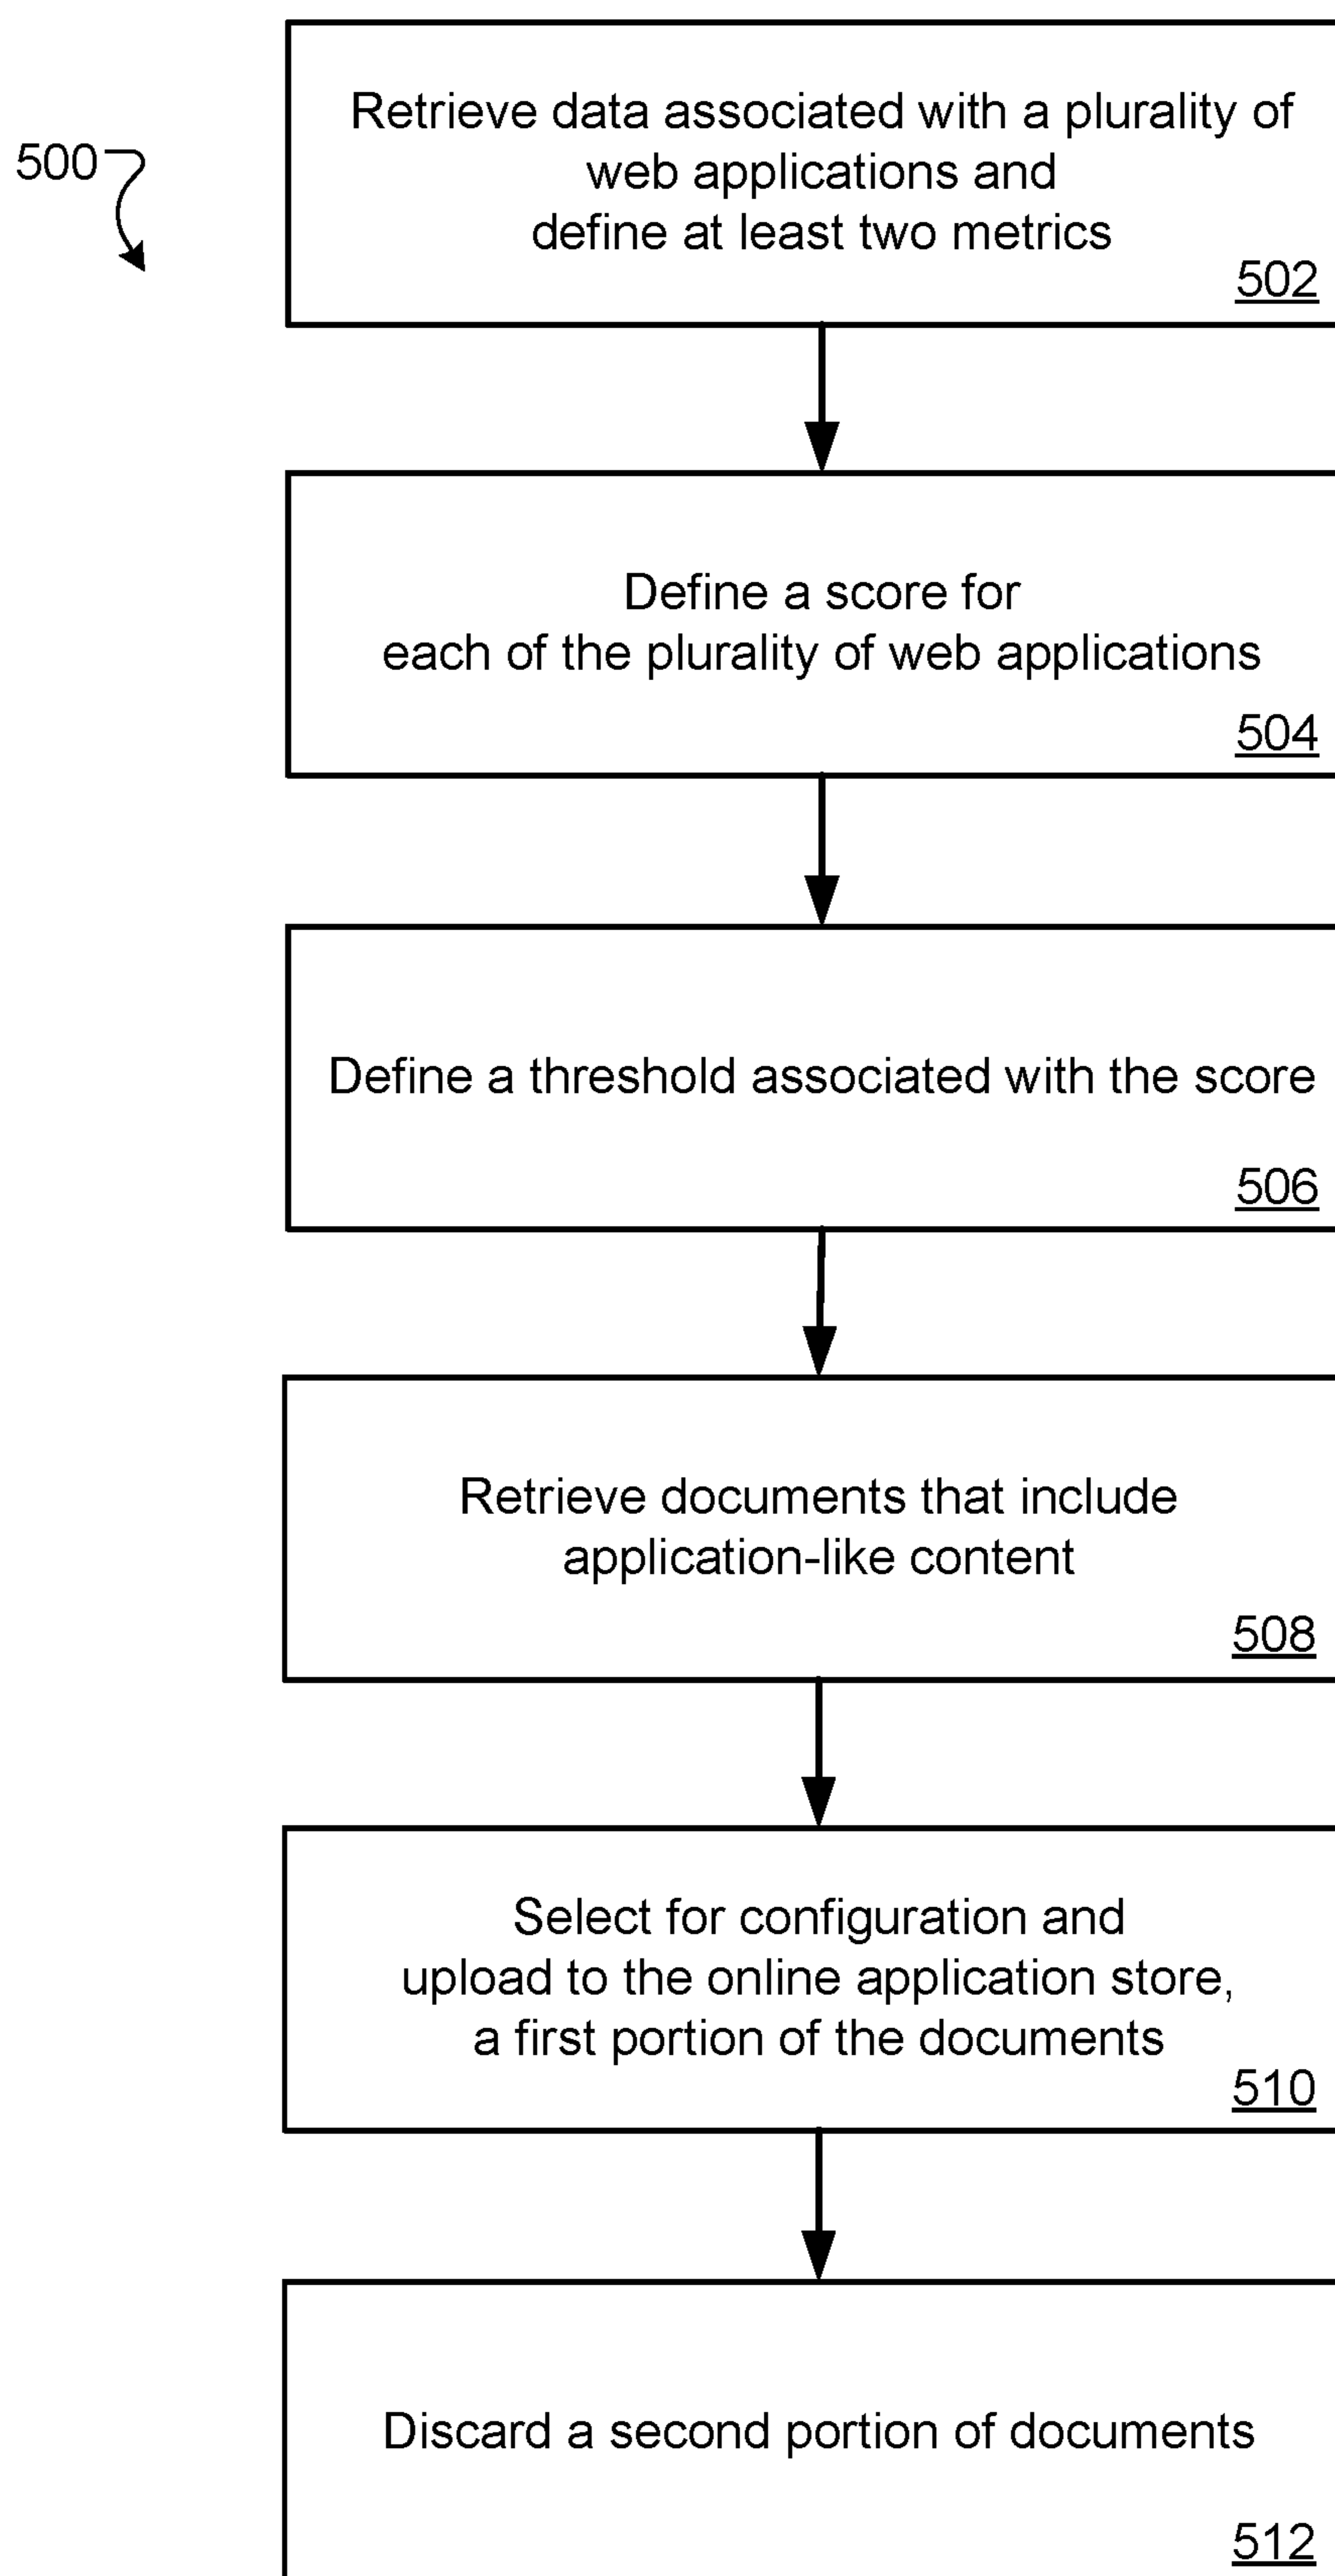 500
Retrieve data associated with a plurality of
web applications and
define at least two metrics
502
Define a score for
each of the plurality of web applications
504
Define a threshold associated with the score
506
Retrieve documents that include
application-like content
508
Select for configuration and
upload to the online application store,
a first portion of the documents
510
Discard a second portion of documents
512